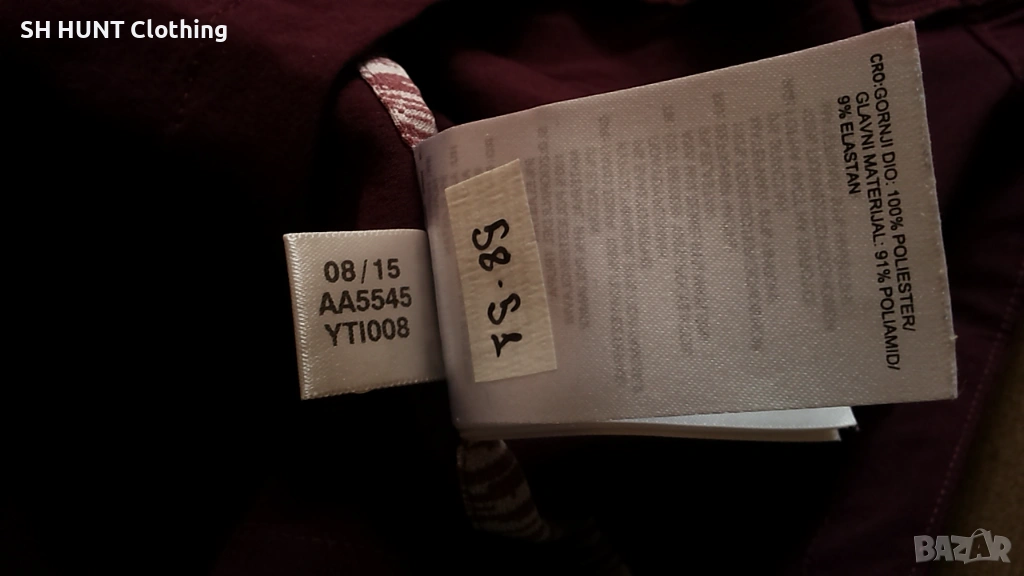 SH HUNT Clothing
08/15
AA5545
YTI008
58-51
CRO:GORNJI DIO: 100% POLIESTER/
GLAVNI MATERIJAL: 91% POLIAMID/
9% ELASTAN
BAZAR